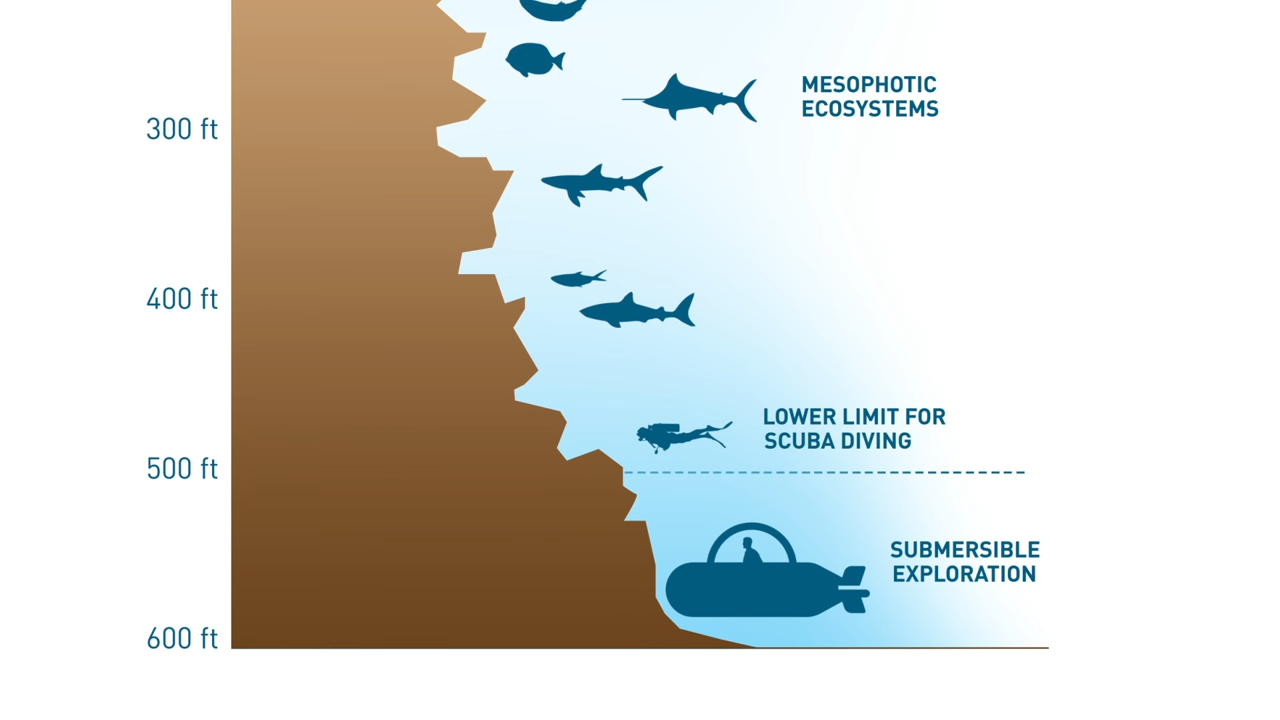 MESOPHOTIC
ECOSYSTEMS
300 ft
400 ft
LOWER LIMIT FOR
SCUBA DIVING
500 ft
SUBMERSIBLE
EXPLORATION
600 ft